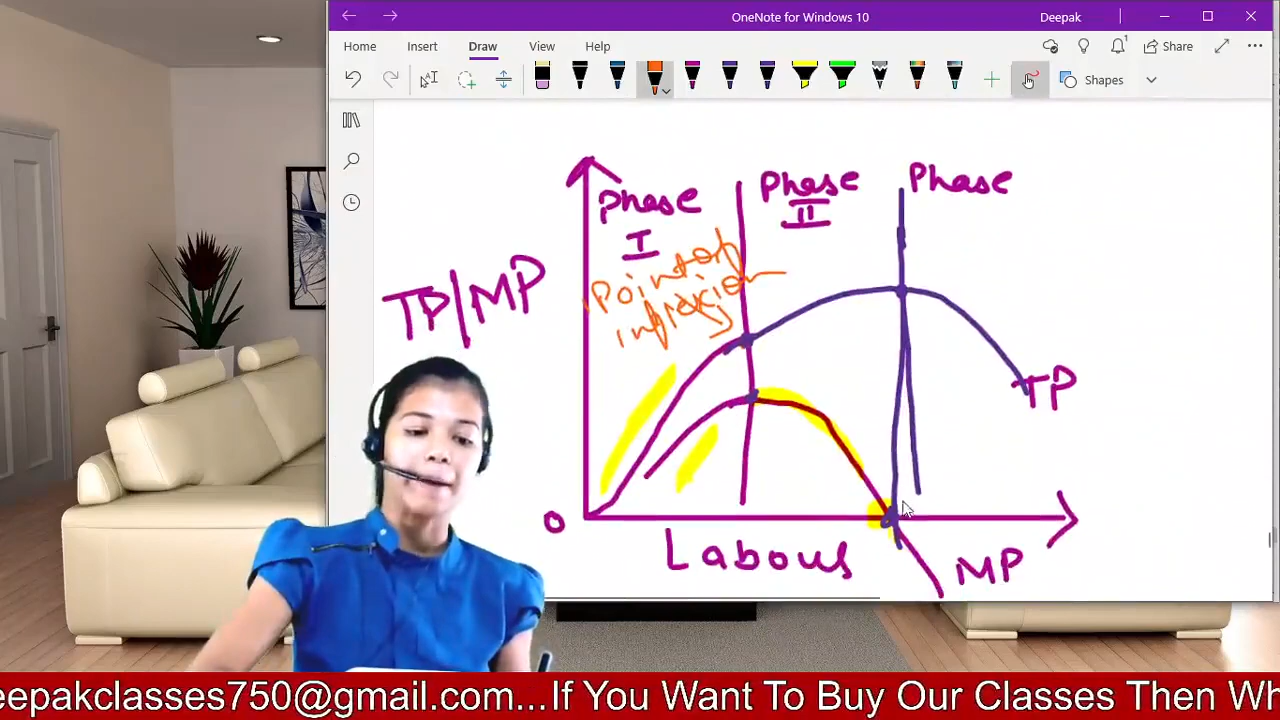 OneNote for Windows 10
Deepak
Home Insert Draw View Help
Share
Shapes
Phase
I
Phase
II
Phase
Point of
inflexion
TP/MP
TP
O
Labour
MP
eepakclasses750@gmail.com...If You Want To Buy Our Classes Then Wh